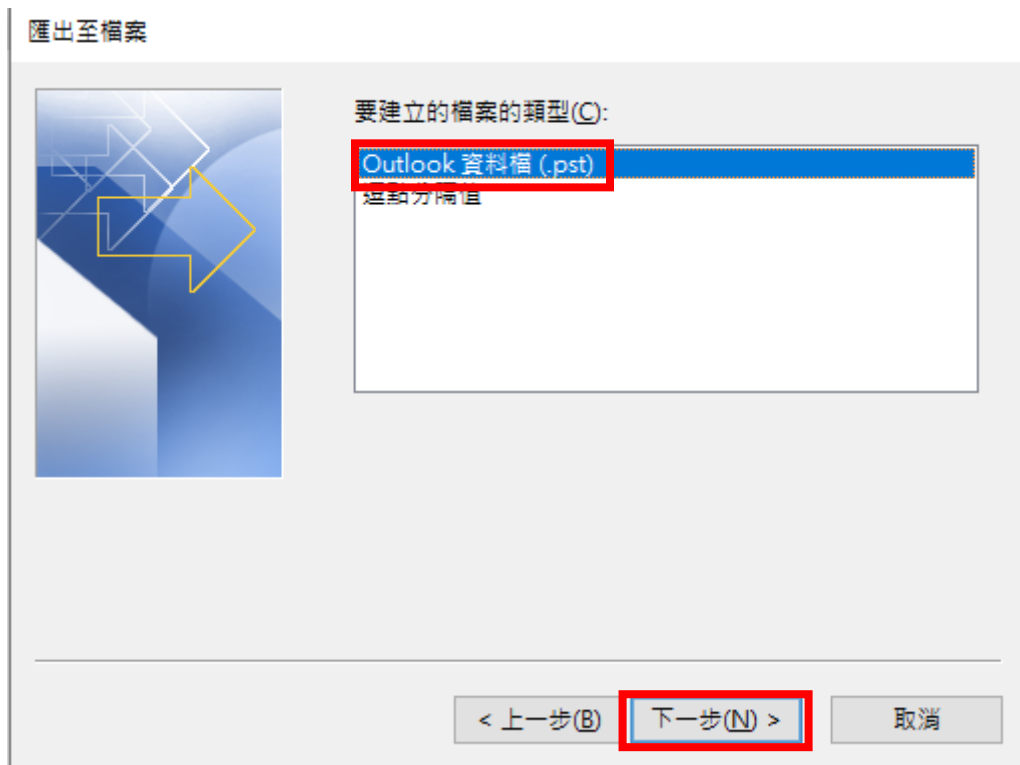 匯出至檔案
要建立的檔案的類型(C):
Outlook 資料檔 (.pst)
逗點分隔值
< 上一步(B)
下一步(N) >
取消